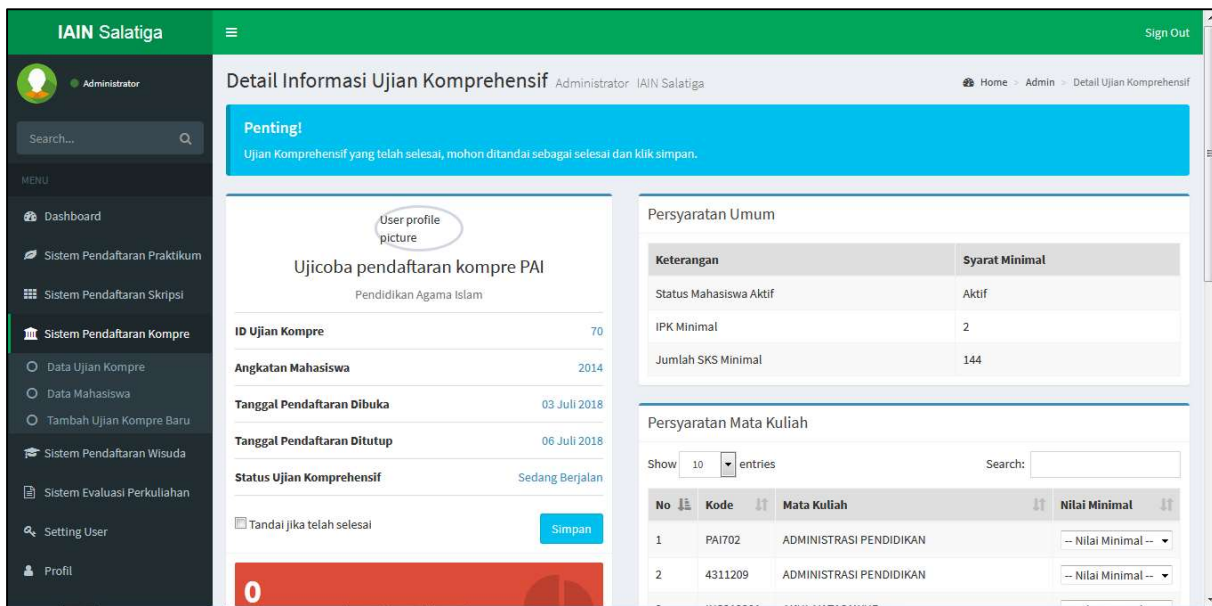 IAIN Salatiga
Sign Out
Administrator
Search...
MENU
Dashboard
Sistem Pendaftaran Praktikum
Sistem Pendaftaran Skripsi
Sistem Pendaftaran Kompre
Data Ujian Kompre
Data Mahasiswa
Tambah Ujian Kompre Baru
Sistem Pendaftaran Wisuda
Sistem Evaluasi Perkuliahan
Setting User
Profil
Detail Informasi Ujian Komprehensif Administrator IAIN Salatiga
Home > Admin > Detail Ujian Komprehensif
Penting!
Ujian Komprehensif yang telah selesai, mohon ditandai sebagai selesai dan klik simpan.
User profile
picture
Ujicoba pendaftaran kompre PAI
Pendidikan Agama Islam
ID Ujian Kompre 70
Angkatan Mahasiswa 2014
Tanggal Pendaftaran Dibuka 03 Juli 2018
Tanggal Pendaftaran Ditutup 06 Juli 2018
Status Ujian Komprehensif Sedang Berjalan
Tandai jika telah selesai Simpan
0
Persyaratan Umum
Keterangan Syarat Minimal
Status Mahasiswa Aktif Aktif
IPK Minimal 2
Jumlah SKS Minimal 144
Persyaratan Mata Kuliah
Show 10 entries Search:
No Kode Mata Kuliah Nilai Minimal
1 PAI702 ADMINISTRASI PENDIDIKAN -- Nilai Minimal --
2 4311209 ADMINISTRASI PENDIDIKAN -- Nilai Minimal --